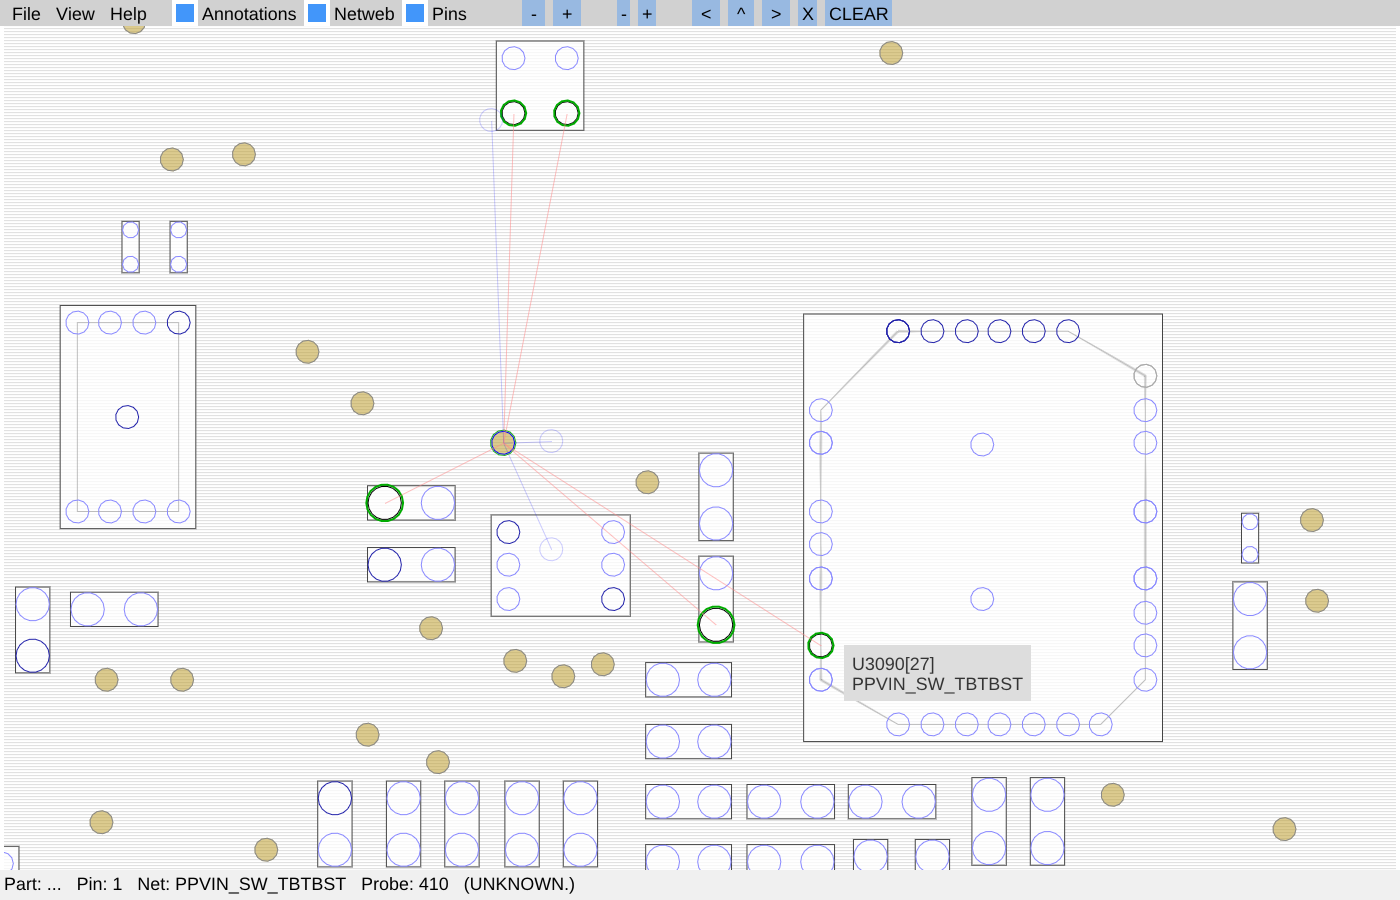 File View Help Annotations Netweb Pins - + - + < ^ > X CLEAR
U3090[27]
PPVIN_SW_TBTBST
Part: ... Pin: 1 Net: PPVIN_SW_TBTBST Probe: 410 (UNKNOWN.)